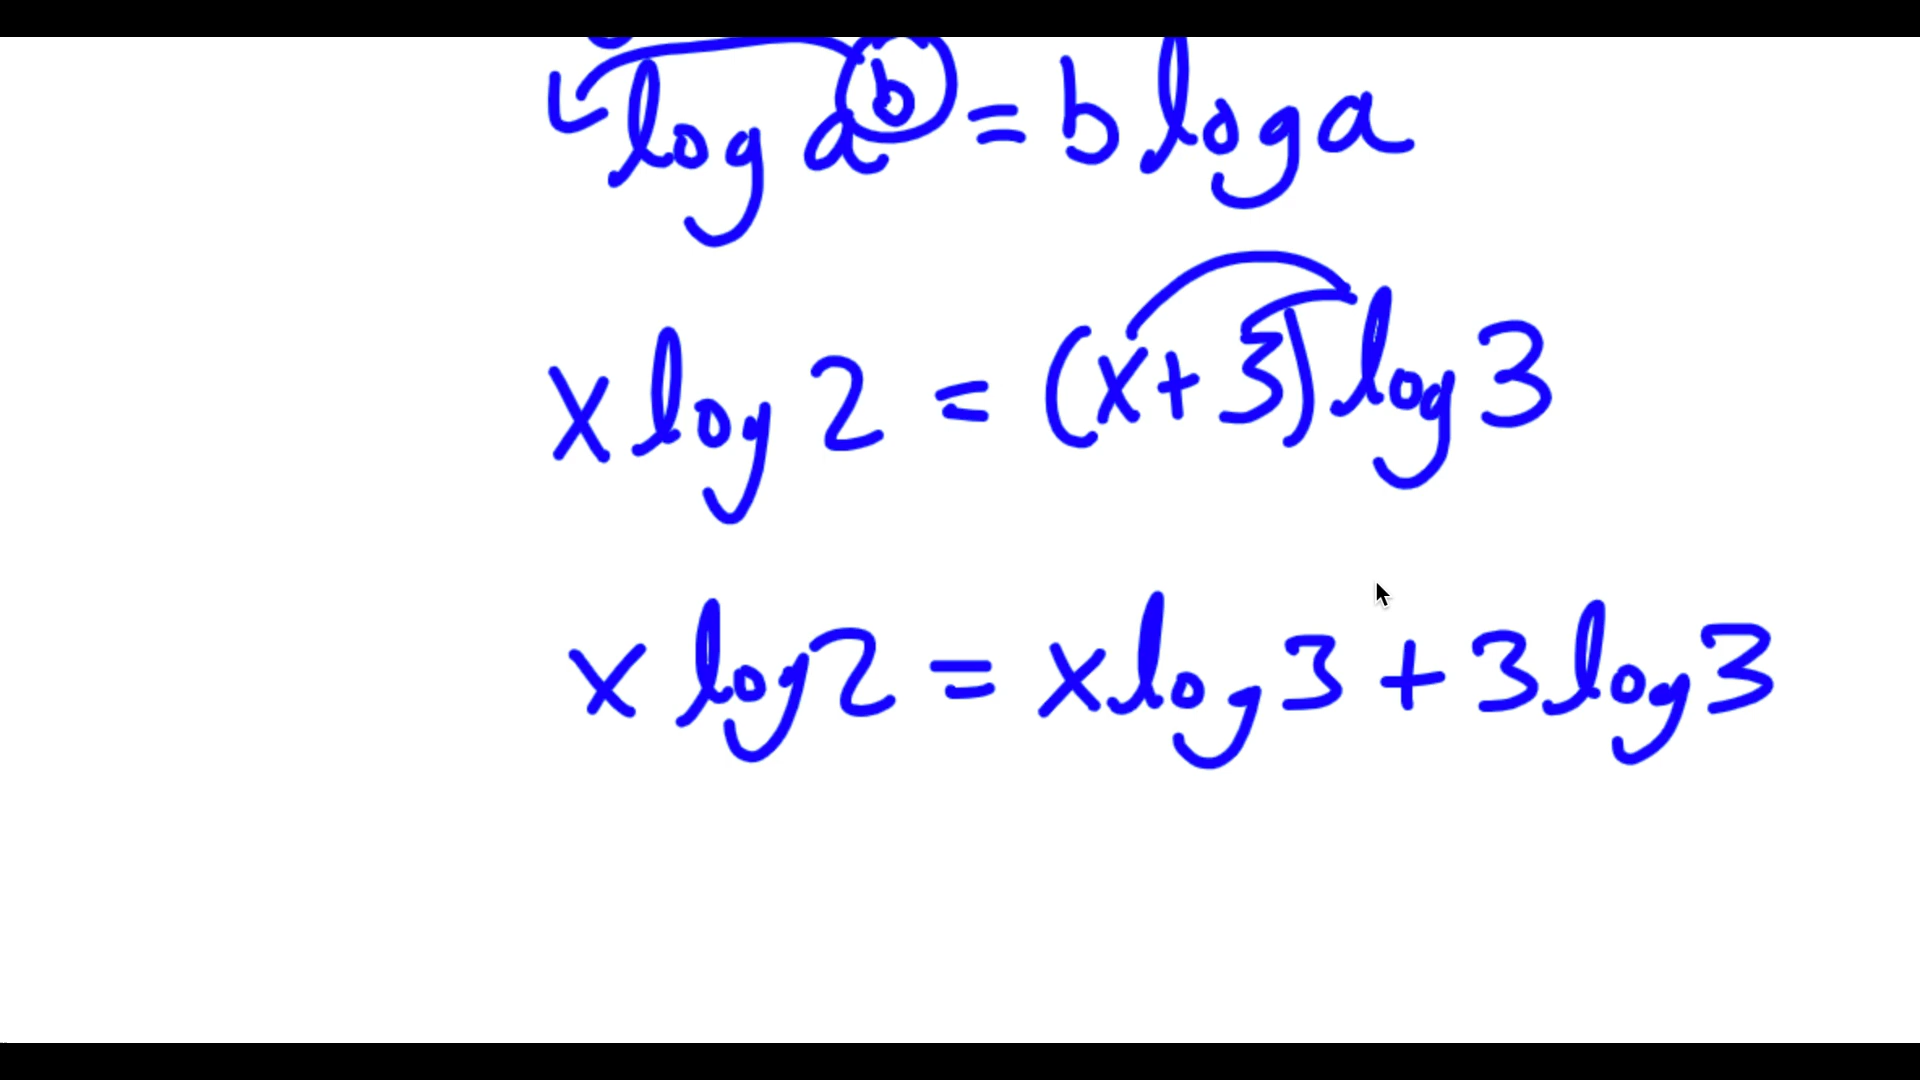 log a^b = b log a
x log 2 = (x+3) log 3
x log 2 = x log 3 + 3 log 3